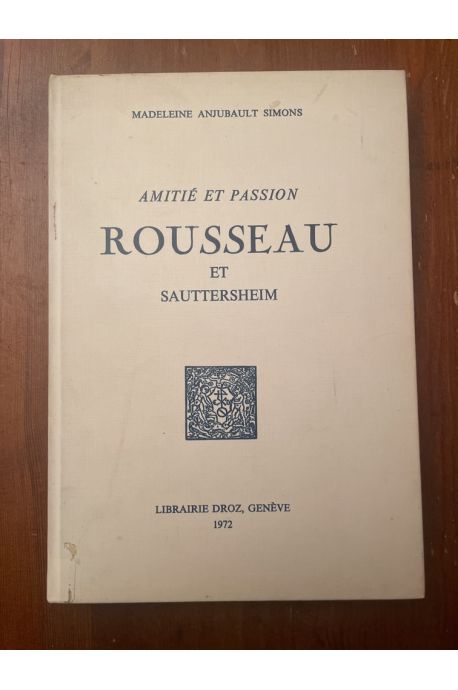 MADELEINE ANJUBAULT SIMONS
AMITIÉ ET PASSION
ROUSSEAU
ET
SAUTTERSHEIM
LIBRAIRIE DROZ, GENÈVE
1972